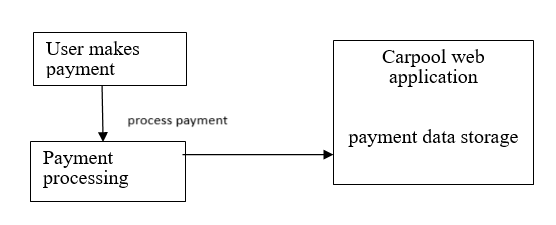 User makes
payment
process payment
Payment
processing
Carpool web
application
payment data storage